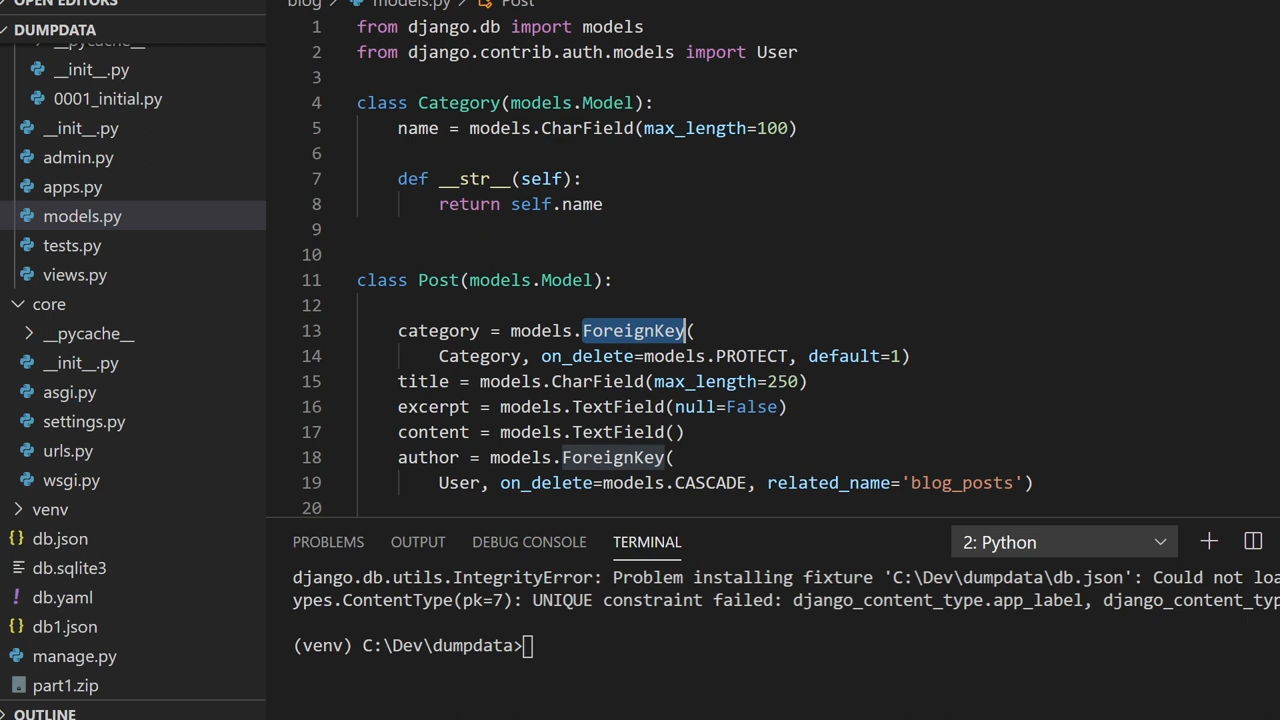 OPEN EDITORS
DUMPDATA
__pycache__
__init__.py
0001_initial.py
__init__.py
admin.py
apps.py
models.py
tests.py
views.py
core
__pycache__
__init__.py
asgi.py
settings.py
urls.py
wsgi.py
venv
db.json
db.sqlite3
db.yaml
db1.json
manage.py
part1.zip
OUTLINE
blog > models.py > Post
1 from django.db import models
2 from django.contrib.auth.models import User
3
4 class Category(models.Model):
5 name = models.CharField(max_length=100)
6
7 def __str__(self):
8 return self.name
9
10
11 class Post(models.Model):
12
13 category = models.ForeignKey(
14 Category, on_delete=models.PROTECT, default=1)
15 title = models.CharField(max_length=250)
16 excerpt = models.TextField(null=False)
17 content = models.TextField()
18 author = models.ForeignKey(
19 User, on_delete=models.CASCADE, related_name='blog_posts')
20
PROBLEMS OUTPUT DEBUG CONSOLE TERMINAL 2: Python
django.db.utils.IntegrityError: Problem installing fixture 'C:\Dev\dumpdata\db.json': Could not loa
ypes.ContentType(pk=7): UNIQUE constraint failed: django_content_type.app_label, django_content_typ
(venv) C:\Dev\dumpdata>